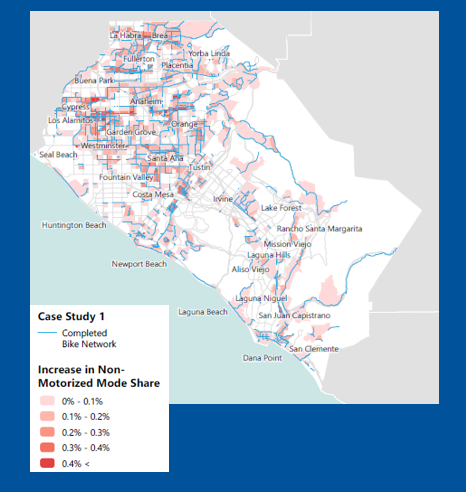 La Habra
Brea
Yorba Linda
Fullerton
Placentia
Buena Park
Anaheim
Cypress
Los Alamitos
Orange
Garden Grove
Westminster
Seal Beach
Santa Ana
Tustin
Fountain Valley
Costa Mesa
Irvine
Lake Forest
Huntington Beach
Rancho Santa Margarita
Mission Viejo
Laguna Hills
Newport Beach
Aliso Viejo
Laguna Niguel
Laguna Beach
San Juan Capistrano
San Clemente
Dana Point
Case Study 1
Completed
Bike Network
Increase in Non-
Motorized Mode Share
0% - 0.1%
0.1% - 0.2%
0.2% - 0.3%
0.3% - 0.4%
0.4% <